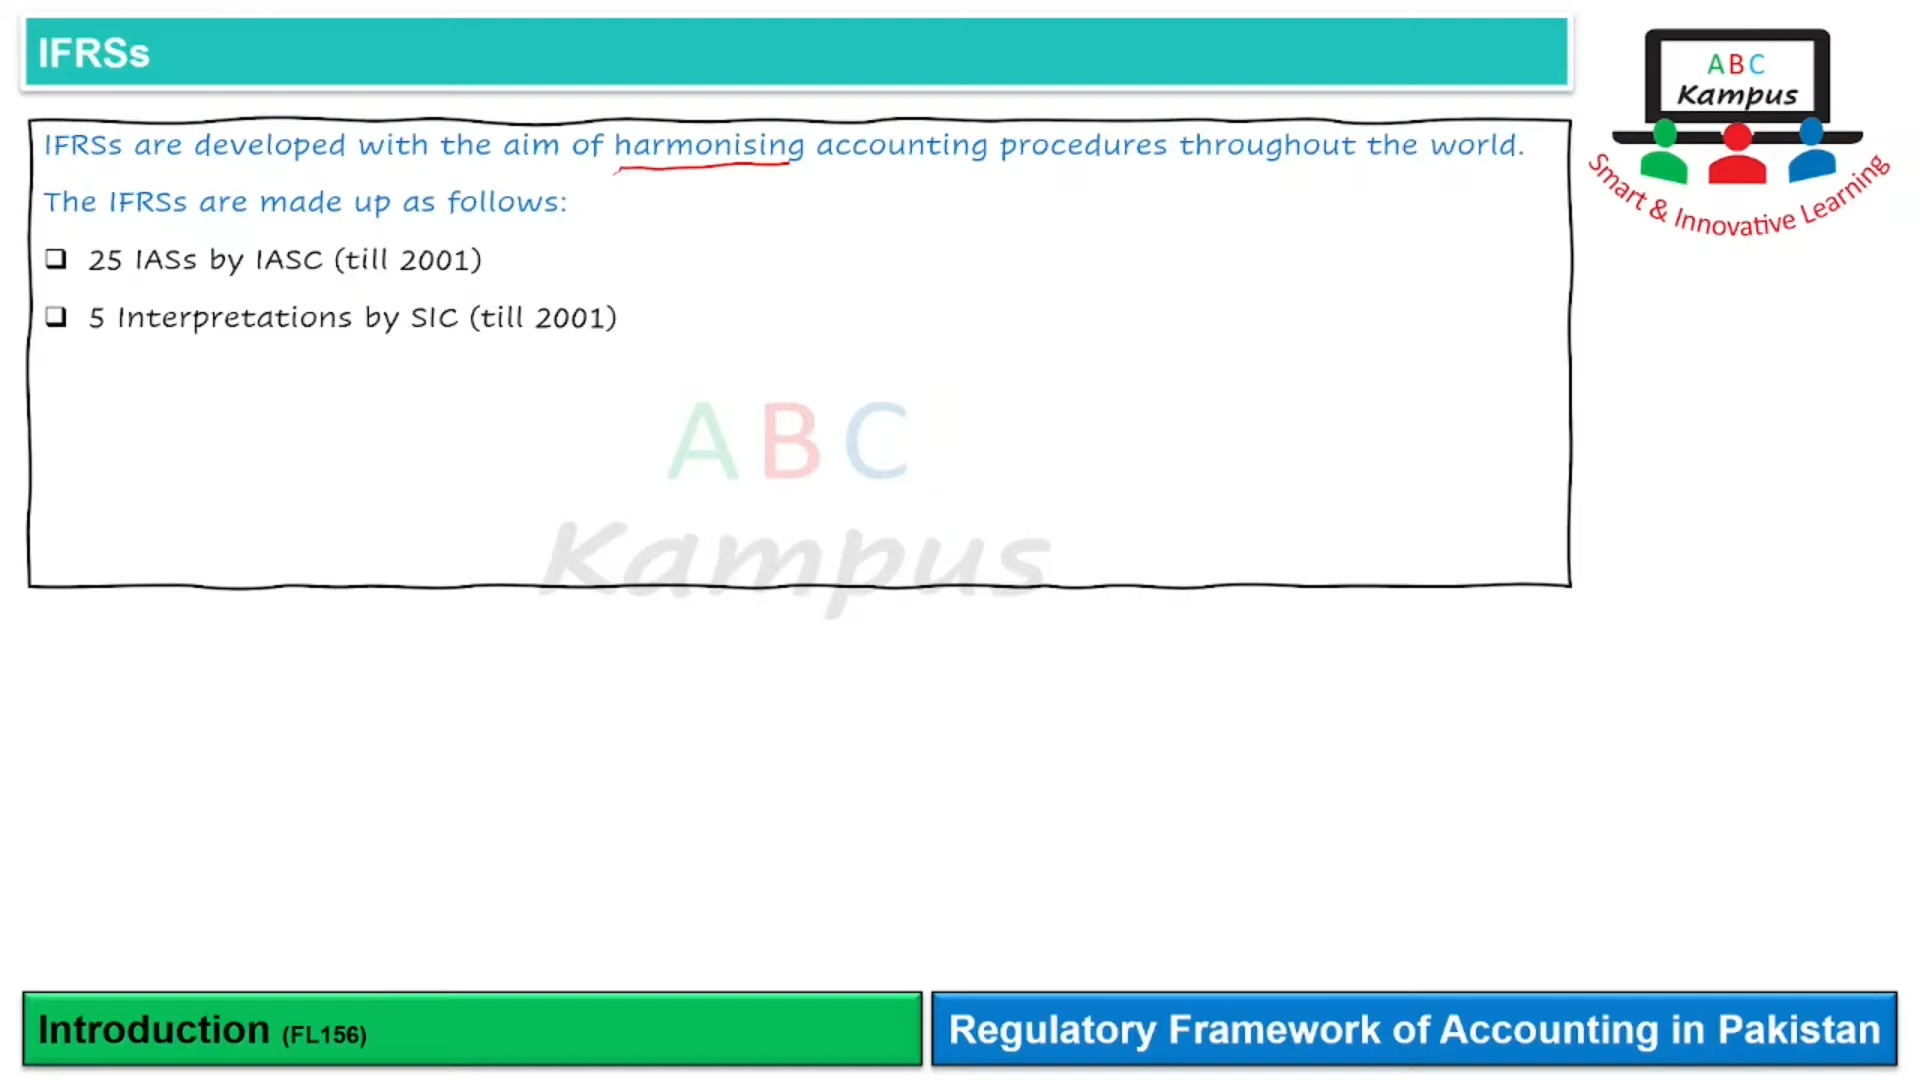 IFRSs
ABC
Kampus
Smart & Innovative Learning
IFRSs are developed with the aim of harmonising accounting procedures throughout the world.
The IFRSs are made up as follows:
❑ 25 IASs by IASC (till 2001)
❑ 5 Interpretations by SIC (till 2001)
ABC
Kampus
Introduction (FL156)
Regulatory Framework of Accounting in Pakistan